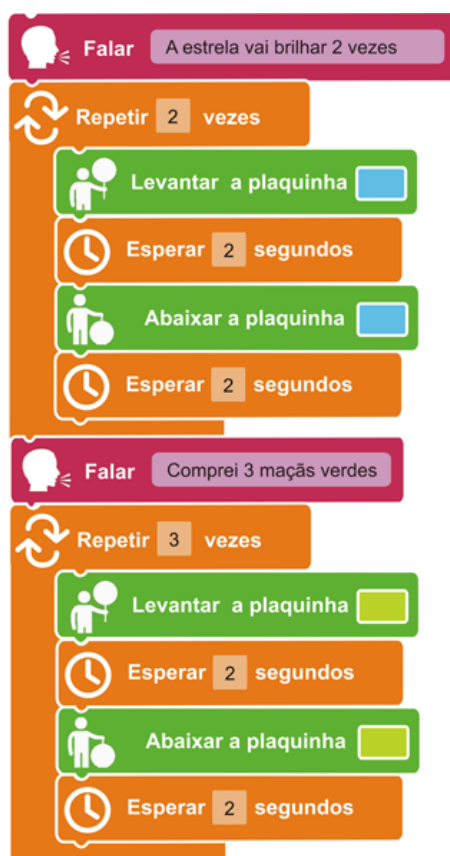 Falar A estrela vai brilhar 2 vezes
Repetir 2 vezes
Levantar a plaquinha
Esperar 2 segundos
Abaixar a plaquinha
Esperar 2 segundos
Falar Comprei 3 maçãs verdes
Repetir 3 vezes
Levantar a plaquinha
Esperar 2 segundos
Abaixar a plaquinha
Esperar 2 segundos